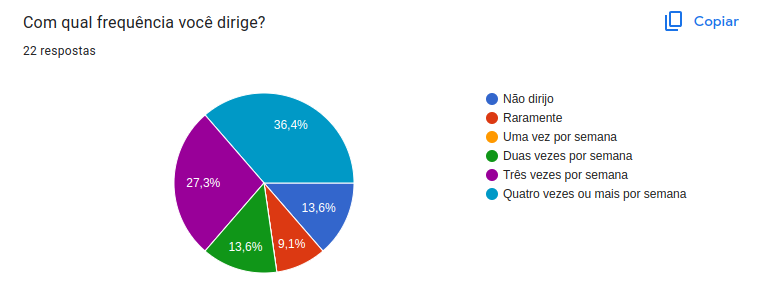 Com qual frequência você dirige?
Copiar
22 respostas
36,4%
27,3%
13,6%
13,6%
9,1%
Não dirijo
Raramente
Uma vez por semana
Duas vezes por semana
Três vezes por semana
Quatro vezes ou mais por semana